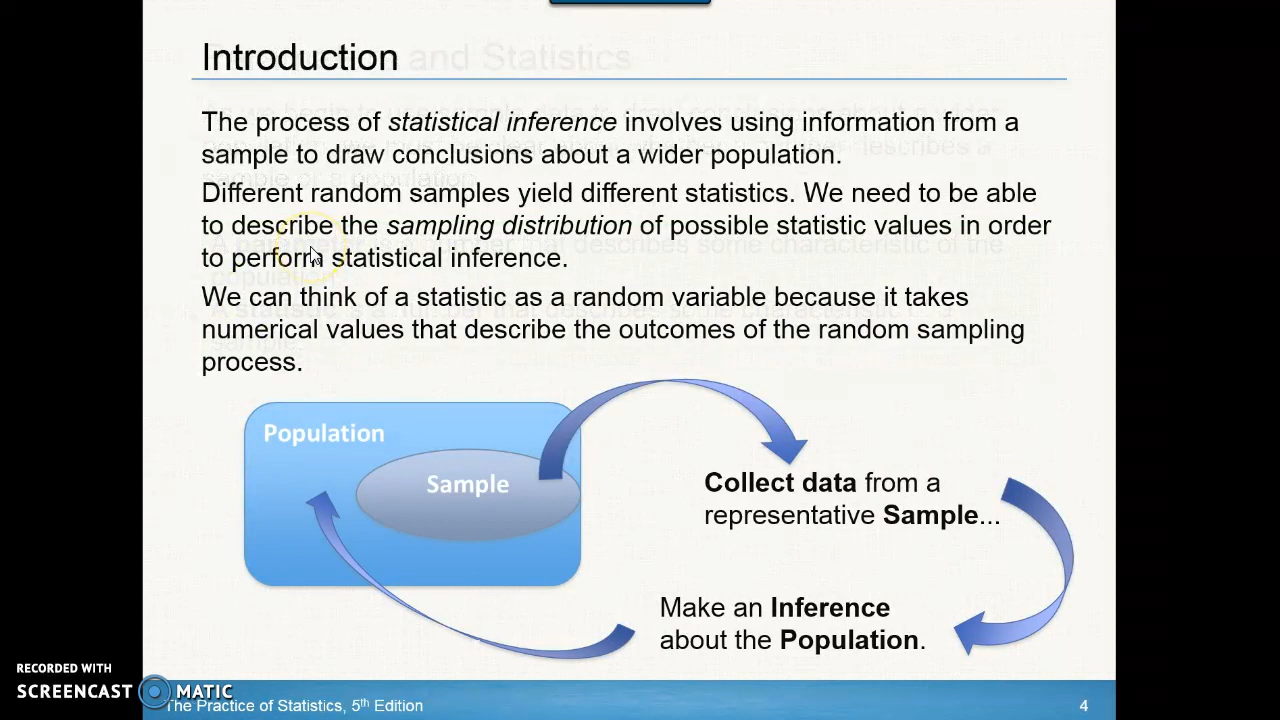 Introduction
and Statistics
The process of statistical inference involves using information from a
sample to draw conclusions about a wider population.
Different random samples yield different statistics. We need to be able
to describe the sampling distribution of possible statistic values in order
to perform statistical inference.
We can think of a statistic as a random variable because it takes
numerical values that describe the outcomes of the random sampling
process.
Population
Sample
Collect data from a
representative Sample...
Make an Inference
about the Population.
RECORDED WITH
SCREENCAST MATIC
The Practice of Statistics, 5th Edition
4